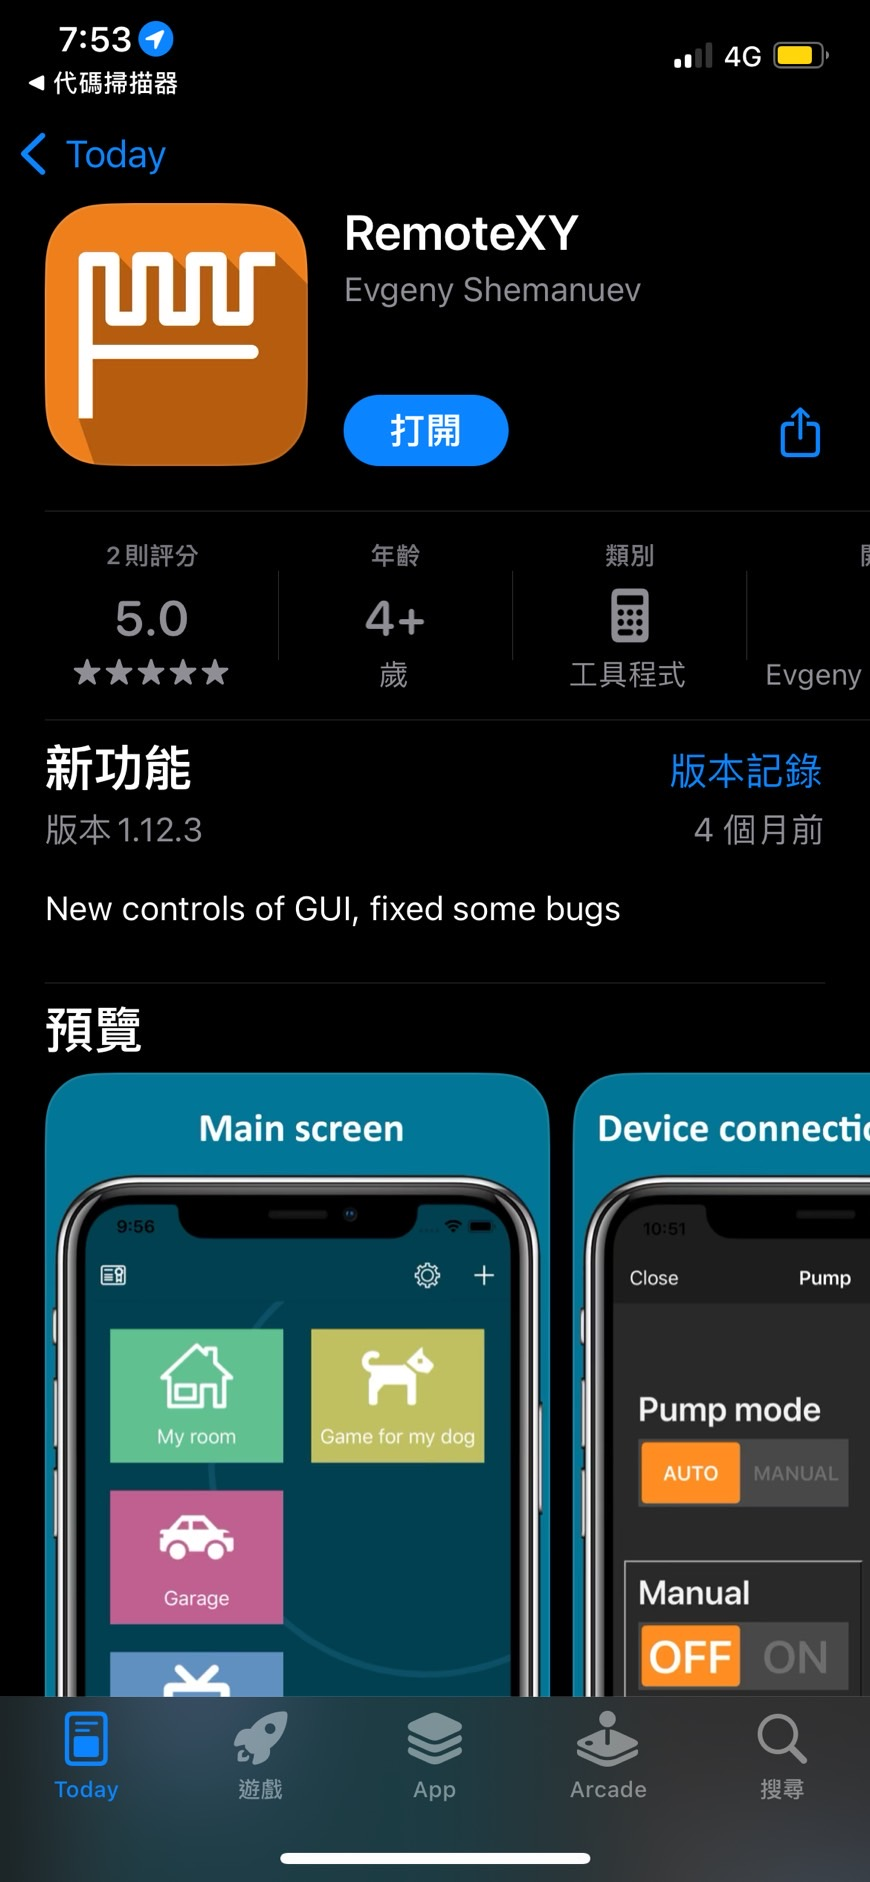 7:53
4G
代碼掃描器
Today
RemoteXY
Evgeny Shemanuev
打開
2則評分
年齡
類別
5.0
4+
歲
工具程式
Evgeny
新功能
版本記錄
版本 1.12.3
4 個月前
New controls of GUI, fixed some bugs
預覽
Main screen
Device connectio
9:56
10:51
Close
Pump
My room
Game for my dog
Pump mode
AUTO
MANUAL
Garage
Manual
OFF
ON
Today
遊戲
App
Arcade
搜尋